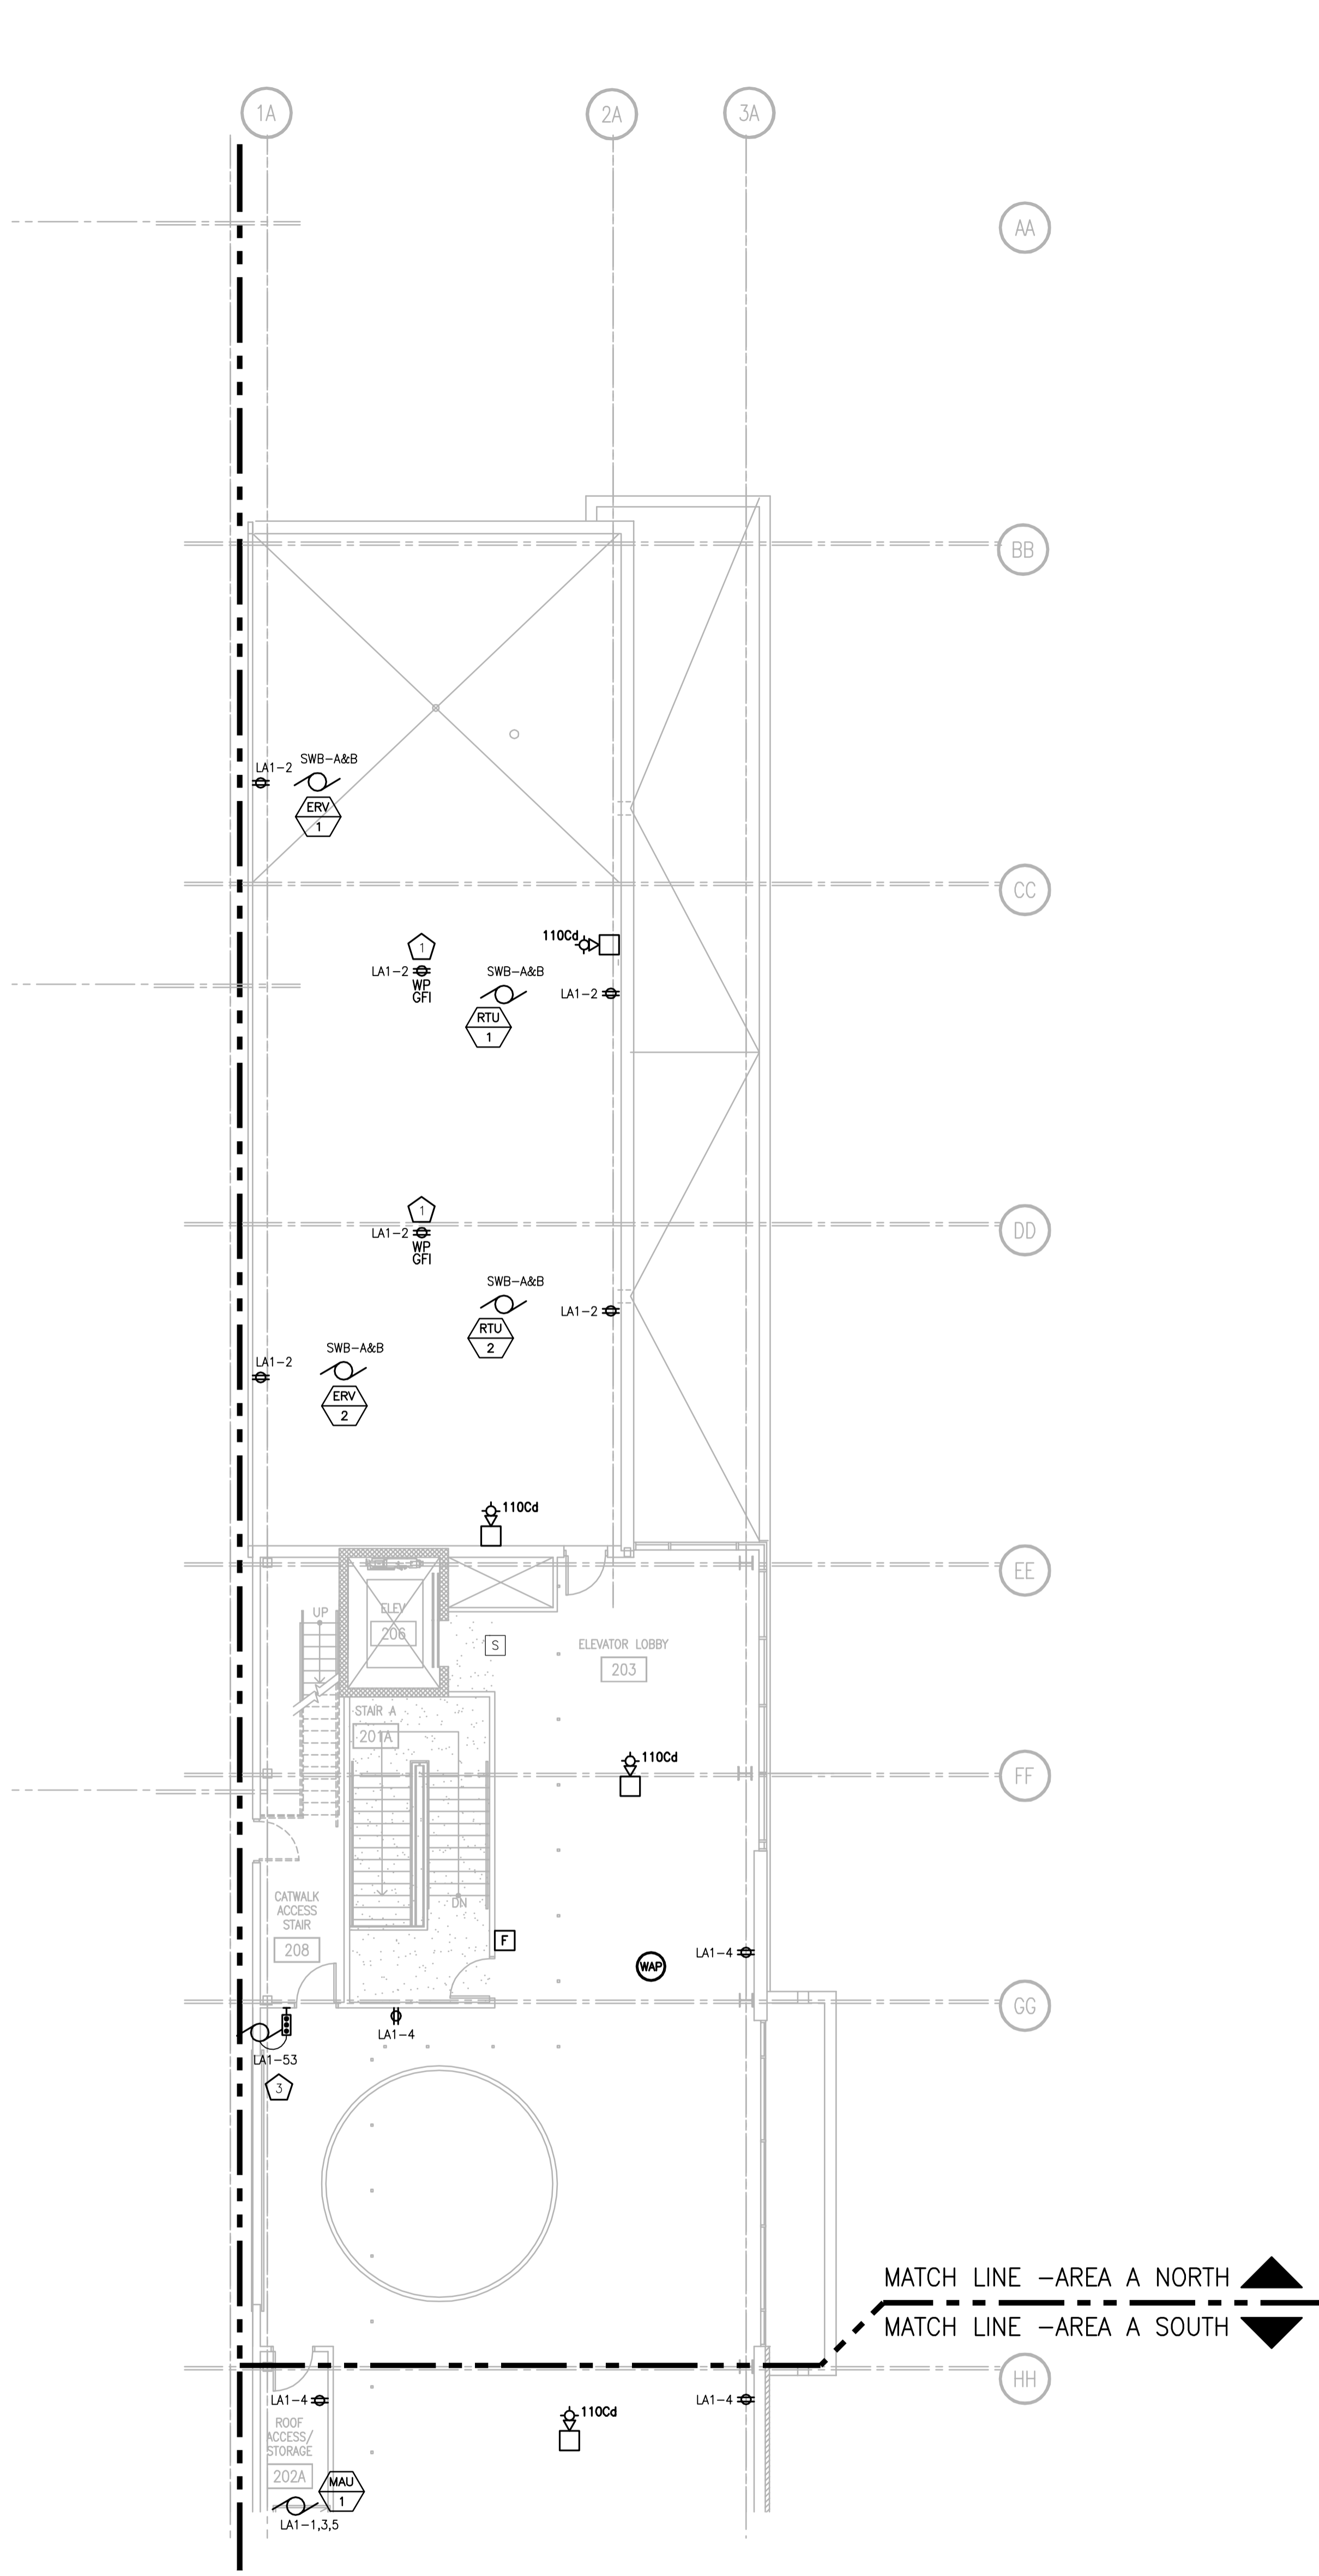 1A
2A
3A
AA
BB
SWB-A&B
LA1-2
ERV
1
CC
110Cd
1
LA1-2
WP
GFI
SWB-A&B
LA1-2
RTU
1
1
LA1-2
WP
GFI
DD
SWB-A&B
LA1-2
RTU
2
SWB-A&B
LA1-2
ERV
2
110Cd
EE
UP
ELEV
206
S
ELEVATOR LOBBY
203
STAIR A
201A
110Cd
FF
CATWALK
ACCESS
STAIR
208
DN
F
WAP
LA1-4
GG
LA1-4
LA1-53
3
MATCH LINE -AREA A NORTH
MATCH LINE -AREA A SOUTH
HH
LA1-4
LA1-4
110Cd
ROOF
ACCESS/
STORAGE
202A
MAU
1
LA1-1,3,5